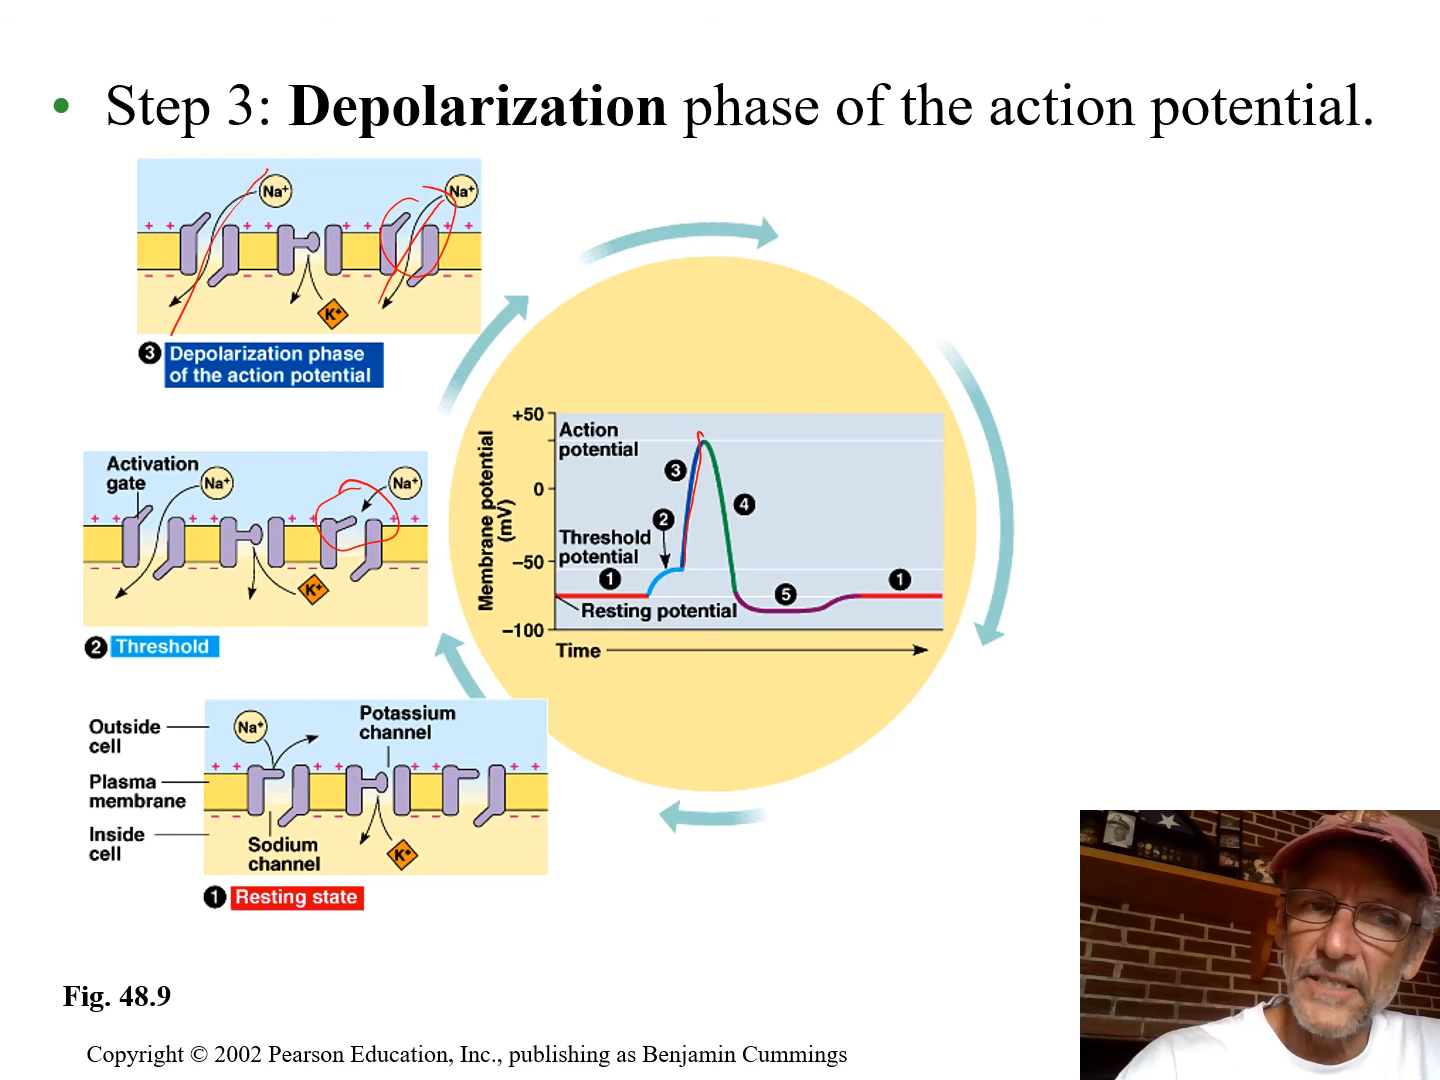 • Step 3: Depolarization phase of the action potential.
Na⁺ Na⁺
+ + + + + +
− − − − − −
K⁺
3 Depolarization phase
of the action potential
Activation
gate
Na⁺ Na⁺
+ + + + + +
− − − − − −
K⁺
2 Threshold
Outside
cell
Plasma
membrane
Inside
cell
Na⁺
Potassium
channel
+ + + + + + + +
− − − − − − − −
Sodium
channel
K⁺
1 Resting state
Membrane potential
(mV)
+50
0
−50
−100
Action
potential
3
4
2
Threshold
potential
1
5
1
Resting potential
Time
Fig. 48.9
Copyright © 2002 Pearson Education, Inc., publishing as Benjamin Cummings